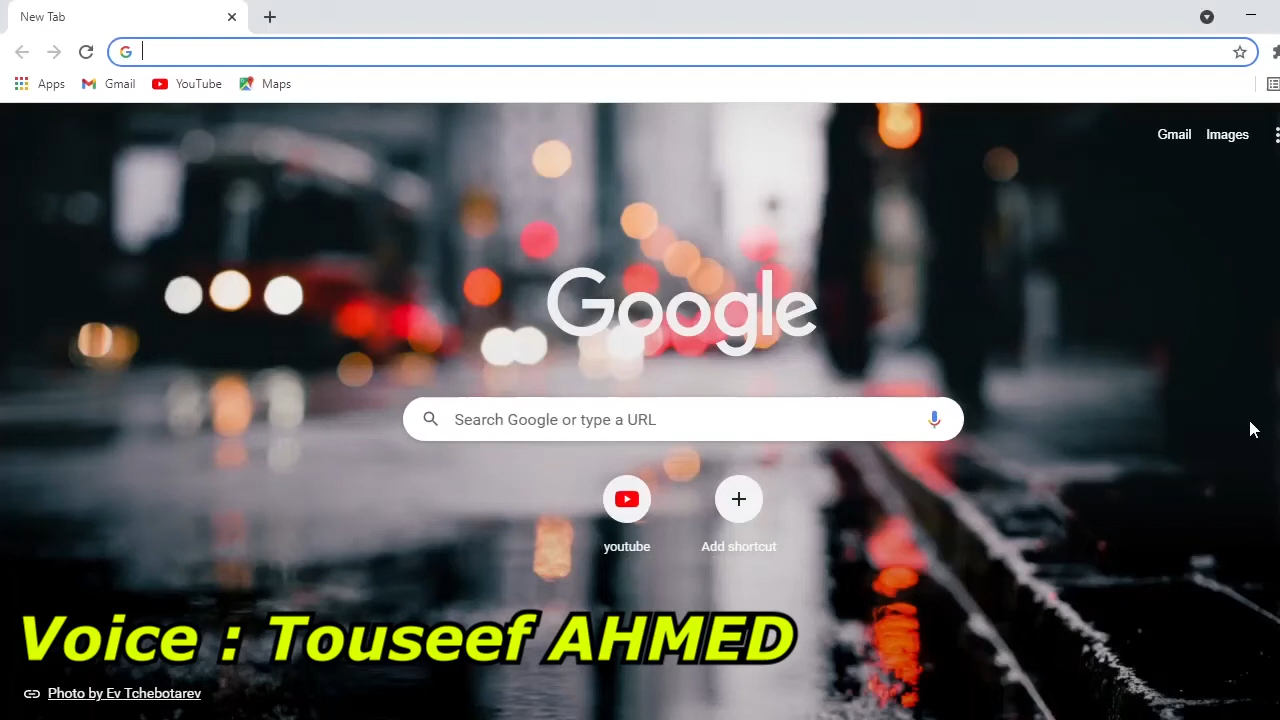 New Tab
Apps
Gmail
YouTube
Maps
Gmail
Images
Google
Search Google or type a URL
youtube
Add shortcut
Voice : Touseef AHMED
Photo by Ev Tchebotarev